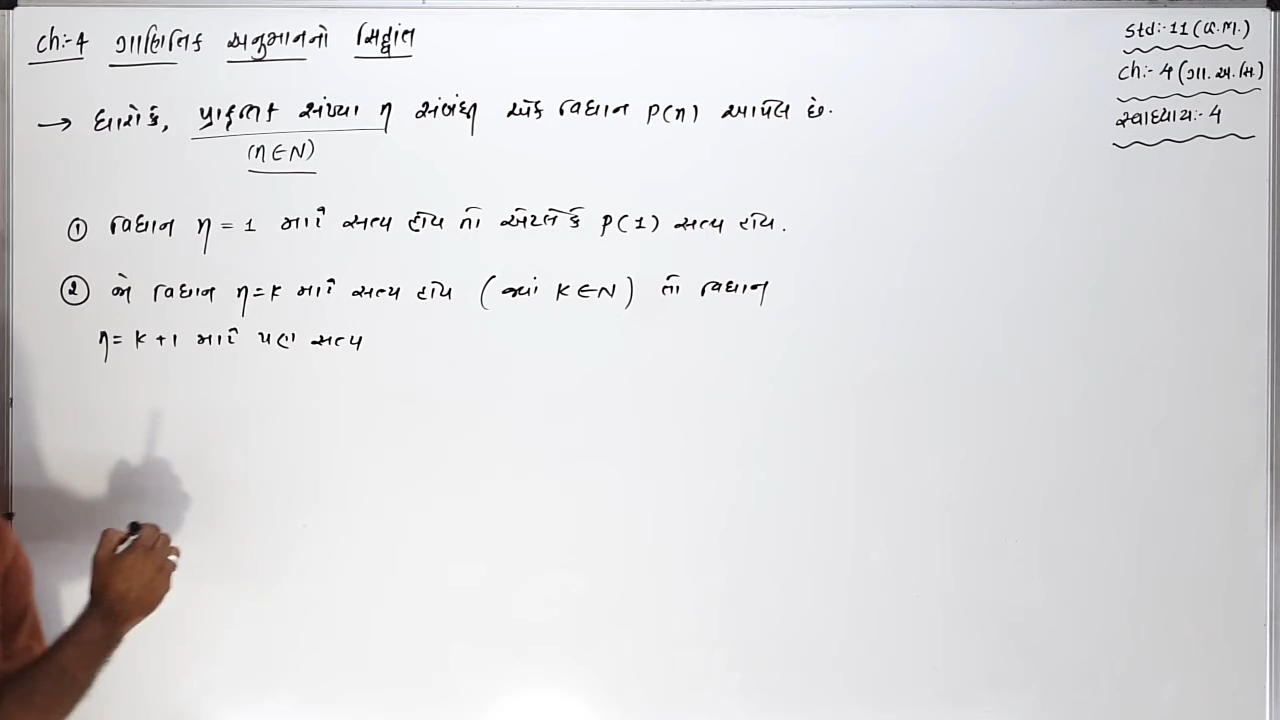 ch:-4 ગાણિતિક અનુમાનનો સિદ્ધાંત
std:- 11 (ગુ.મા.)
ch:- 4 (ગા.અ.સિ.)
સ્વાધ્યાય:- 4
→ ધારો કે, પ્રાકૃતિક સંખ્યા n સંબંધી એક વિધાન P(n) આપેલ છે.
(n∈N)
① વિધાન n = 1 માટે સત્ય હોય તો એટલે કે P(1) સત્ય હોય.
② જો વિધાન n=k માટે સત્ય હોય (જ્યાં k∈N) તો વિધાન
n= k+1 માટે પણ સત્ય